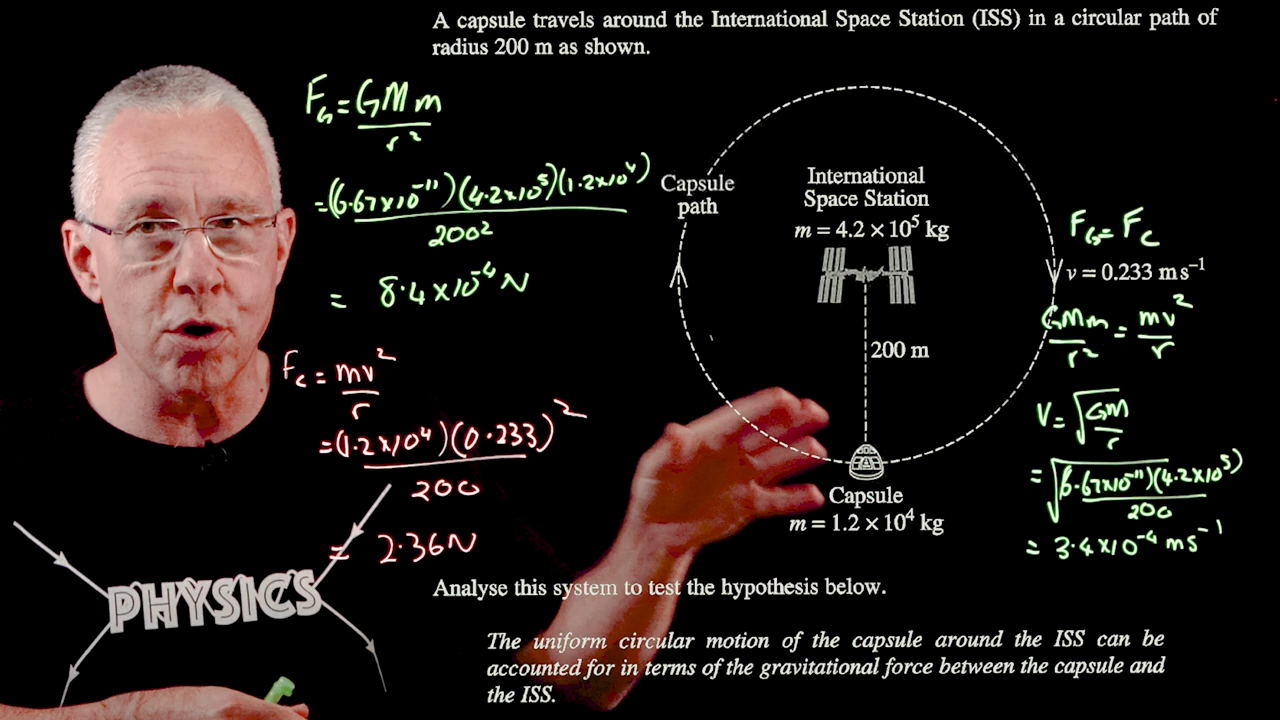 A capsule travels around the International Space Station (ISS) in a circular path of
radius 200 m as shown.
F_G = GMm
r²
= (6.67×10⁻¹¹)(4.2×10⁵)(1.2×10⁴)
200²
= 8.4×10⁻⁶ N
F_c = mv²
r
= (1.2×10⁴)(0.233)²
200
= 2.36N
Capsule
path
International
Space Station
m = 4.2 × 10⁵ kg
200 m
Capsule
m = 1.2 × 10⁴ kg
F_G = F_c
v = 0.233 m s⁻¹
GMm = mv²
r² r
V = √GM
r
= √(6.67×10⁻¹¹)(4.2×10⁵)
200
= 3.4×10⁻⁴ ms⁻¹
PHYSICS
Analyse this system to test the hypothesis below.
The uniform circular motion of the capsule around the ISS can be
accounted for in terms of the gravitational force between the capsule and
the ISS.